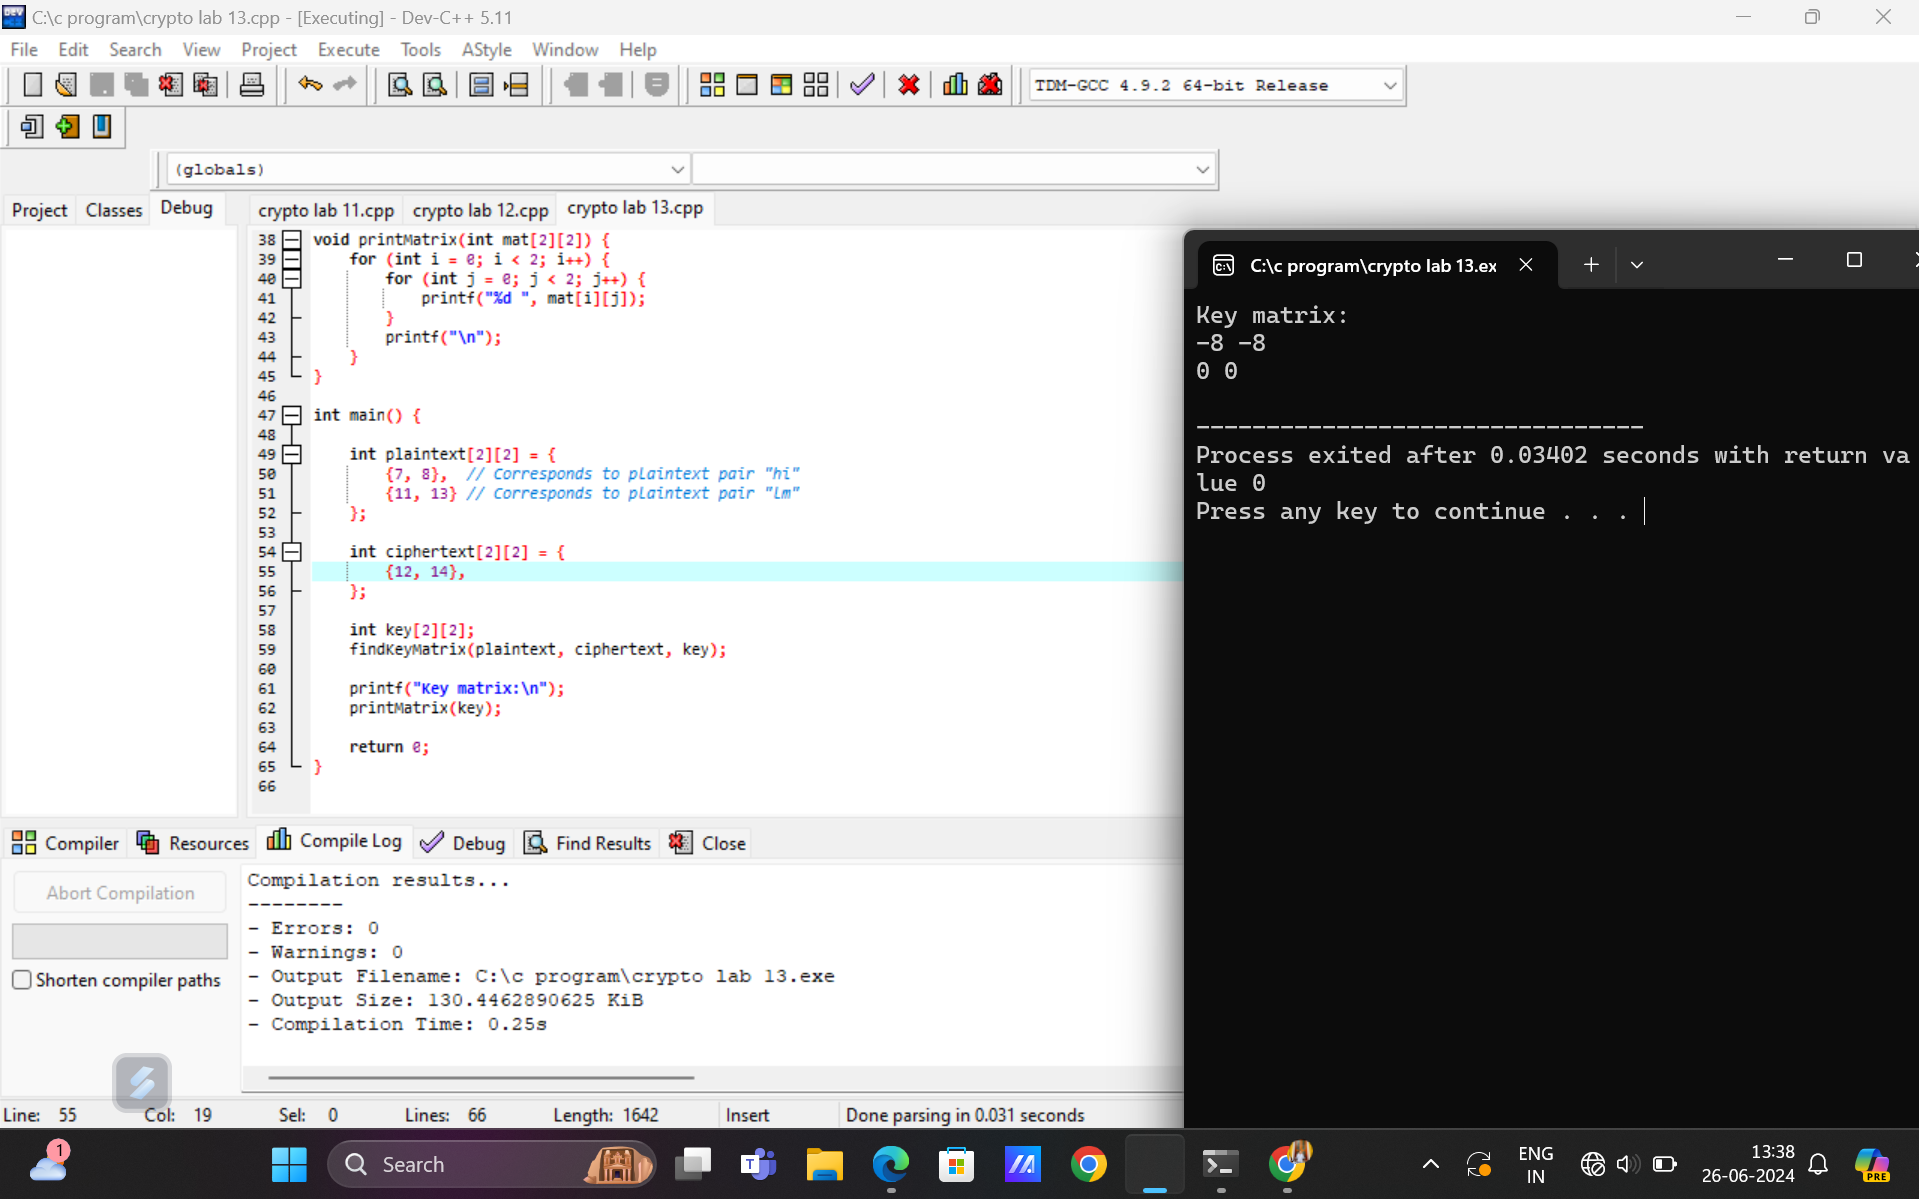 C:\c program\crypto lab 13.cpp - [Executing] - Dev-C++ 5.11
File Edit Search View Project Execute Tools AStyle Window Help
TDM-GCC 4.9.2 64-bit Release
(globals)
Project Classes Debug
crypto lab 11.cpp crypto lab 12.cpp crypto lab 13.cpp
38 void printMatrix(int mat[2][2]) {
39 for (int i = 0; i < 2; i++) {
40 for (int j = 0; j < 2; j++) {
41 printf("%d ", mat[i][j]);
42 }
43 printf("\n");
44 }
45 }
46
47 int main() {
48
49 int plaintext[2][2] = {
50 {7, 8}, // Corresponds to plaintext pair "hi"
51 {11, 13} // Corresponds to plaintext pair "lm"
52 };
53
54 int ciphertext[2][2] = {
55 {12, 14},
56 };
57
58 int key[2][2];
59 findKeyMatrix(plaintext, ciphertext, key);
60
61 printf("Key matrix:\n");
62 printMatrix(key);
63
64 return 0;
65 }
66
C:\c program\crypto lab 13.ex
Key matrix:
-8 -8
0 0
--------------------------------
Process exited after 0.03402 seconds with return va
lue 0
Press any key to continue . . .
Compiler Resources Compile Log Debug Find Results Close
Abort Compilation
Shorten compiler paths
Compilation results...
--------
- Errors: 0
- Warnings: 0
- Output Filename: C:\c program\crypto lab 13.exe
- Output Size: 130.4462890625 KiB
- Compilation Time: 0.25s
Line: 55 Col: 19 Sel: 0 Lines: 66 Length: 1642 Insert Done parsing in 0.031 seconds
1
Search
ENG
IN
13:38
26-06-2024
PRE